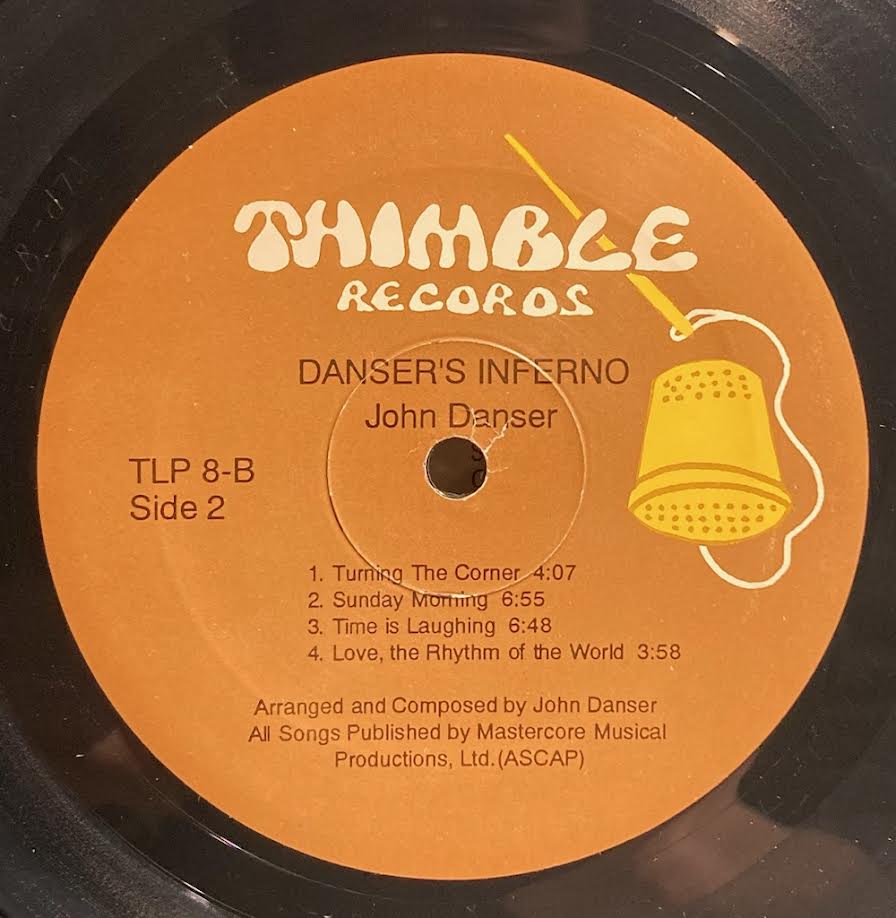 THIMBLE
RECORDS
DANSER'S INFERNO
John Danser
TLP 8-B
Side 2
1. Turning The Corner 4:07
2. Sunday Morning 6:55
3. Time is Laughing 6:48
4. Love, the Rhythm of the World 3:58
Arranged and Composed by John Danser
All Songs Published by Mastercore Musical
Productions, Ltd.(ASCAP)